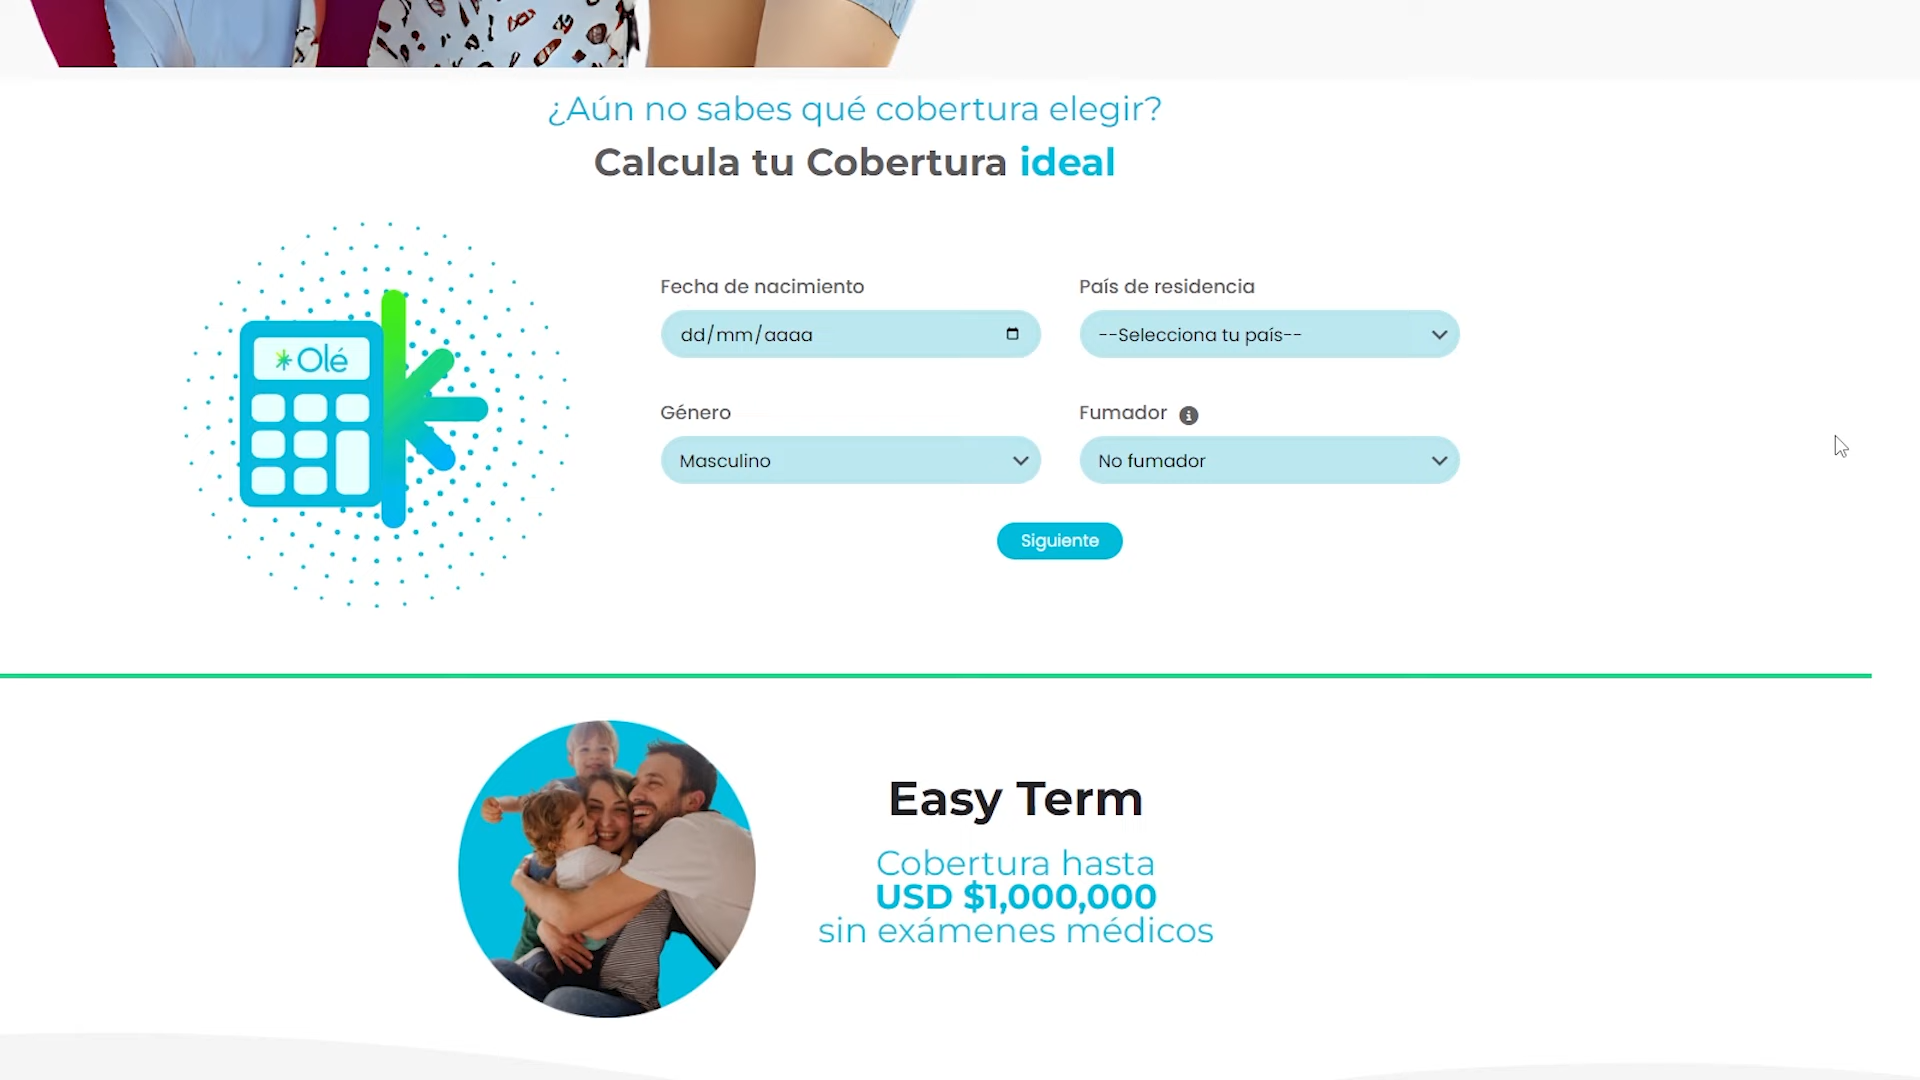 ¿Aún no sabes qué cobertura elegir?
Calcula tu Cobertura ideal
Olé
Fecha de nacimiento
País de residencia
dd/mm/aaaa
--Selecciona tu país--
Género
Fumador
Masculino
No fumador
Siguiente
Easy Term
Cobertura hasta
USD $1,000,000
sin exámenes médicos